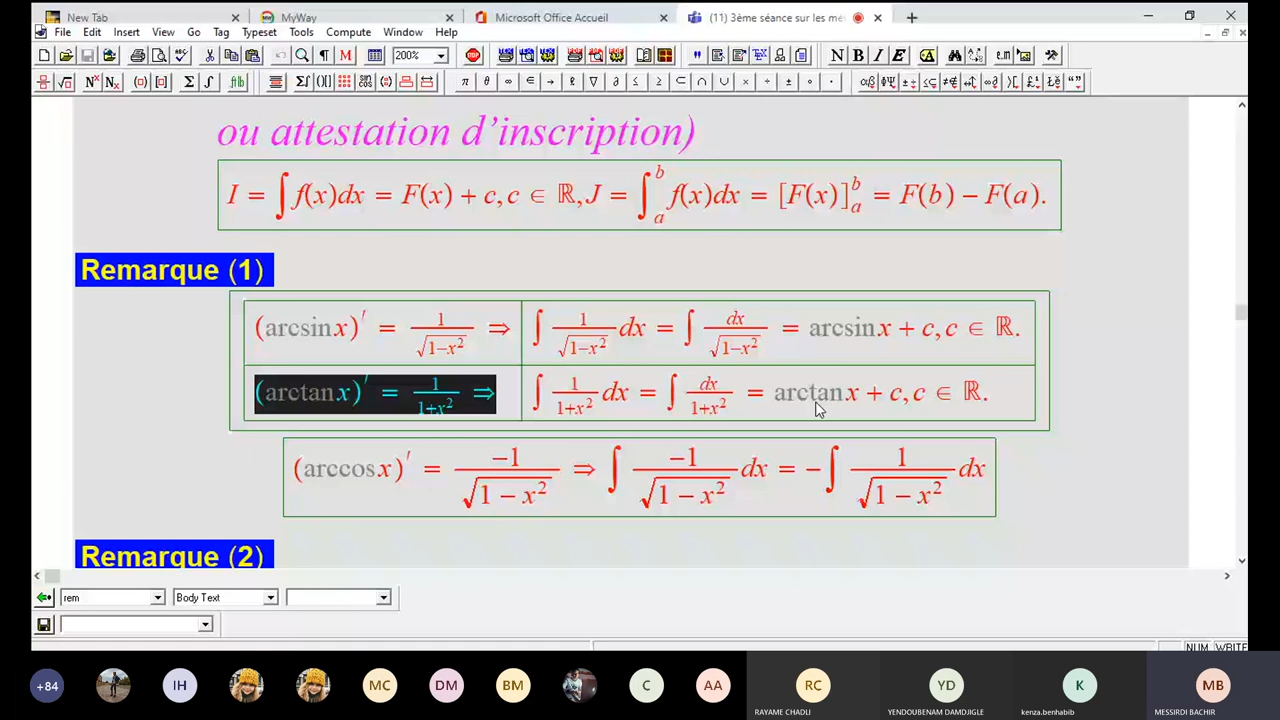 New Tab × MyWay × Microsoft Office Accueil × (11) 3ème séance sur les mé × +
File Edit Insert View Go Tag Typeset Tools Compute Window Help
200%
ou attestation d'inscription)
I = ∫ f(x)dx = F(x) + c, c ∈ ℝ, J = ∫_a^b f(x)dx = [F(x)]_a^b = F(b) − F(a).
Remarque (1)
(arcsin x)′ = 1/√(1−x²) ⇒ ∫ 1/√(1−x²) dx = ∫ dx/√(1−x²) = arcsin x + c, c ∈ ℝ.
(arctan x)′ = 1/(1+x²) ⇒ ∫ 1/(1+x²) dx = ∫ dx/(1+x²) = arctan x + c, c ∈ ℝ.
(arccos x)′ = −1/√(1 − x²) ⇒ ∫ −1/√(1 − x²) dx = −∫ 1/√(1 − x²) dx
Remarque (2)
rem Body Text
NUM WRITE
+84 IH MC DM BM C AA RC YD K MB
RAYAME CHADLI YENDOUBENAM DAMDJIGLE kenza.benhabib MESSIRDI BACHIR